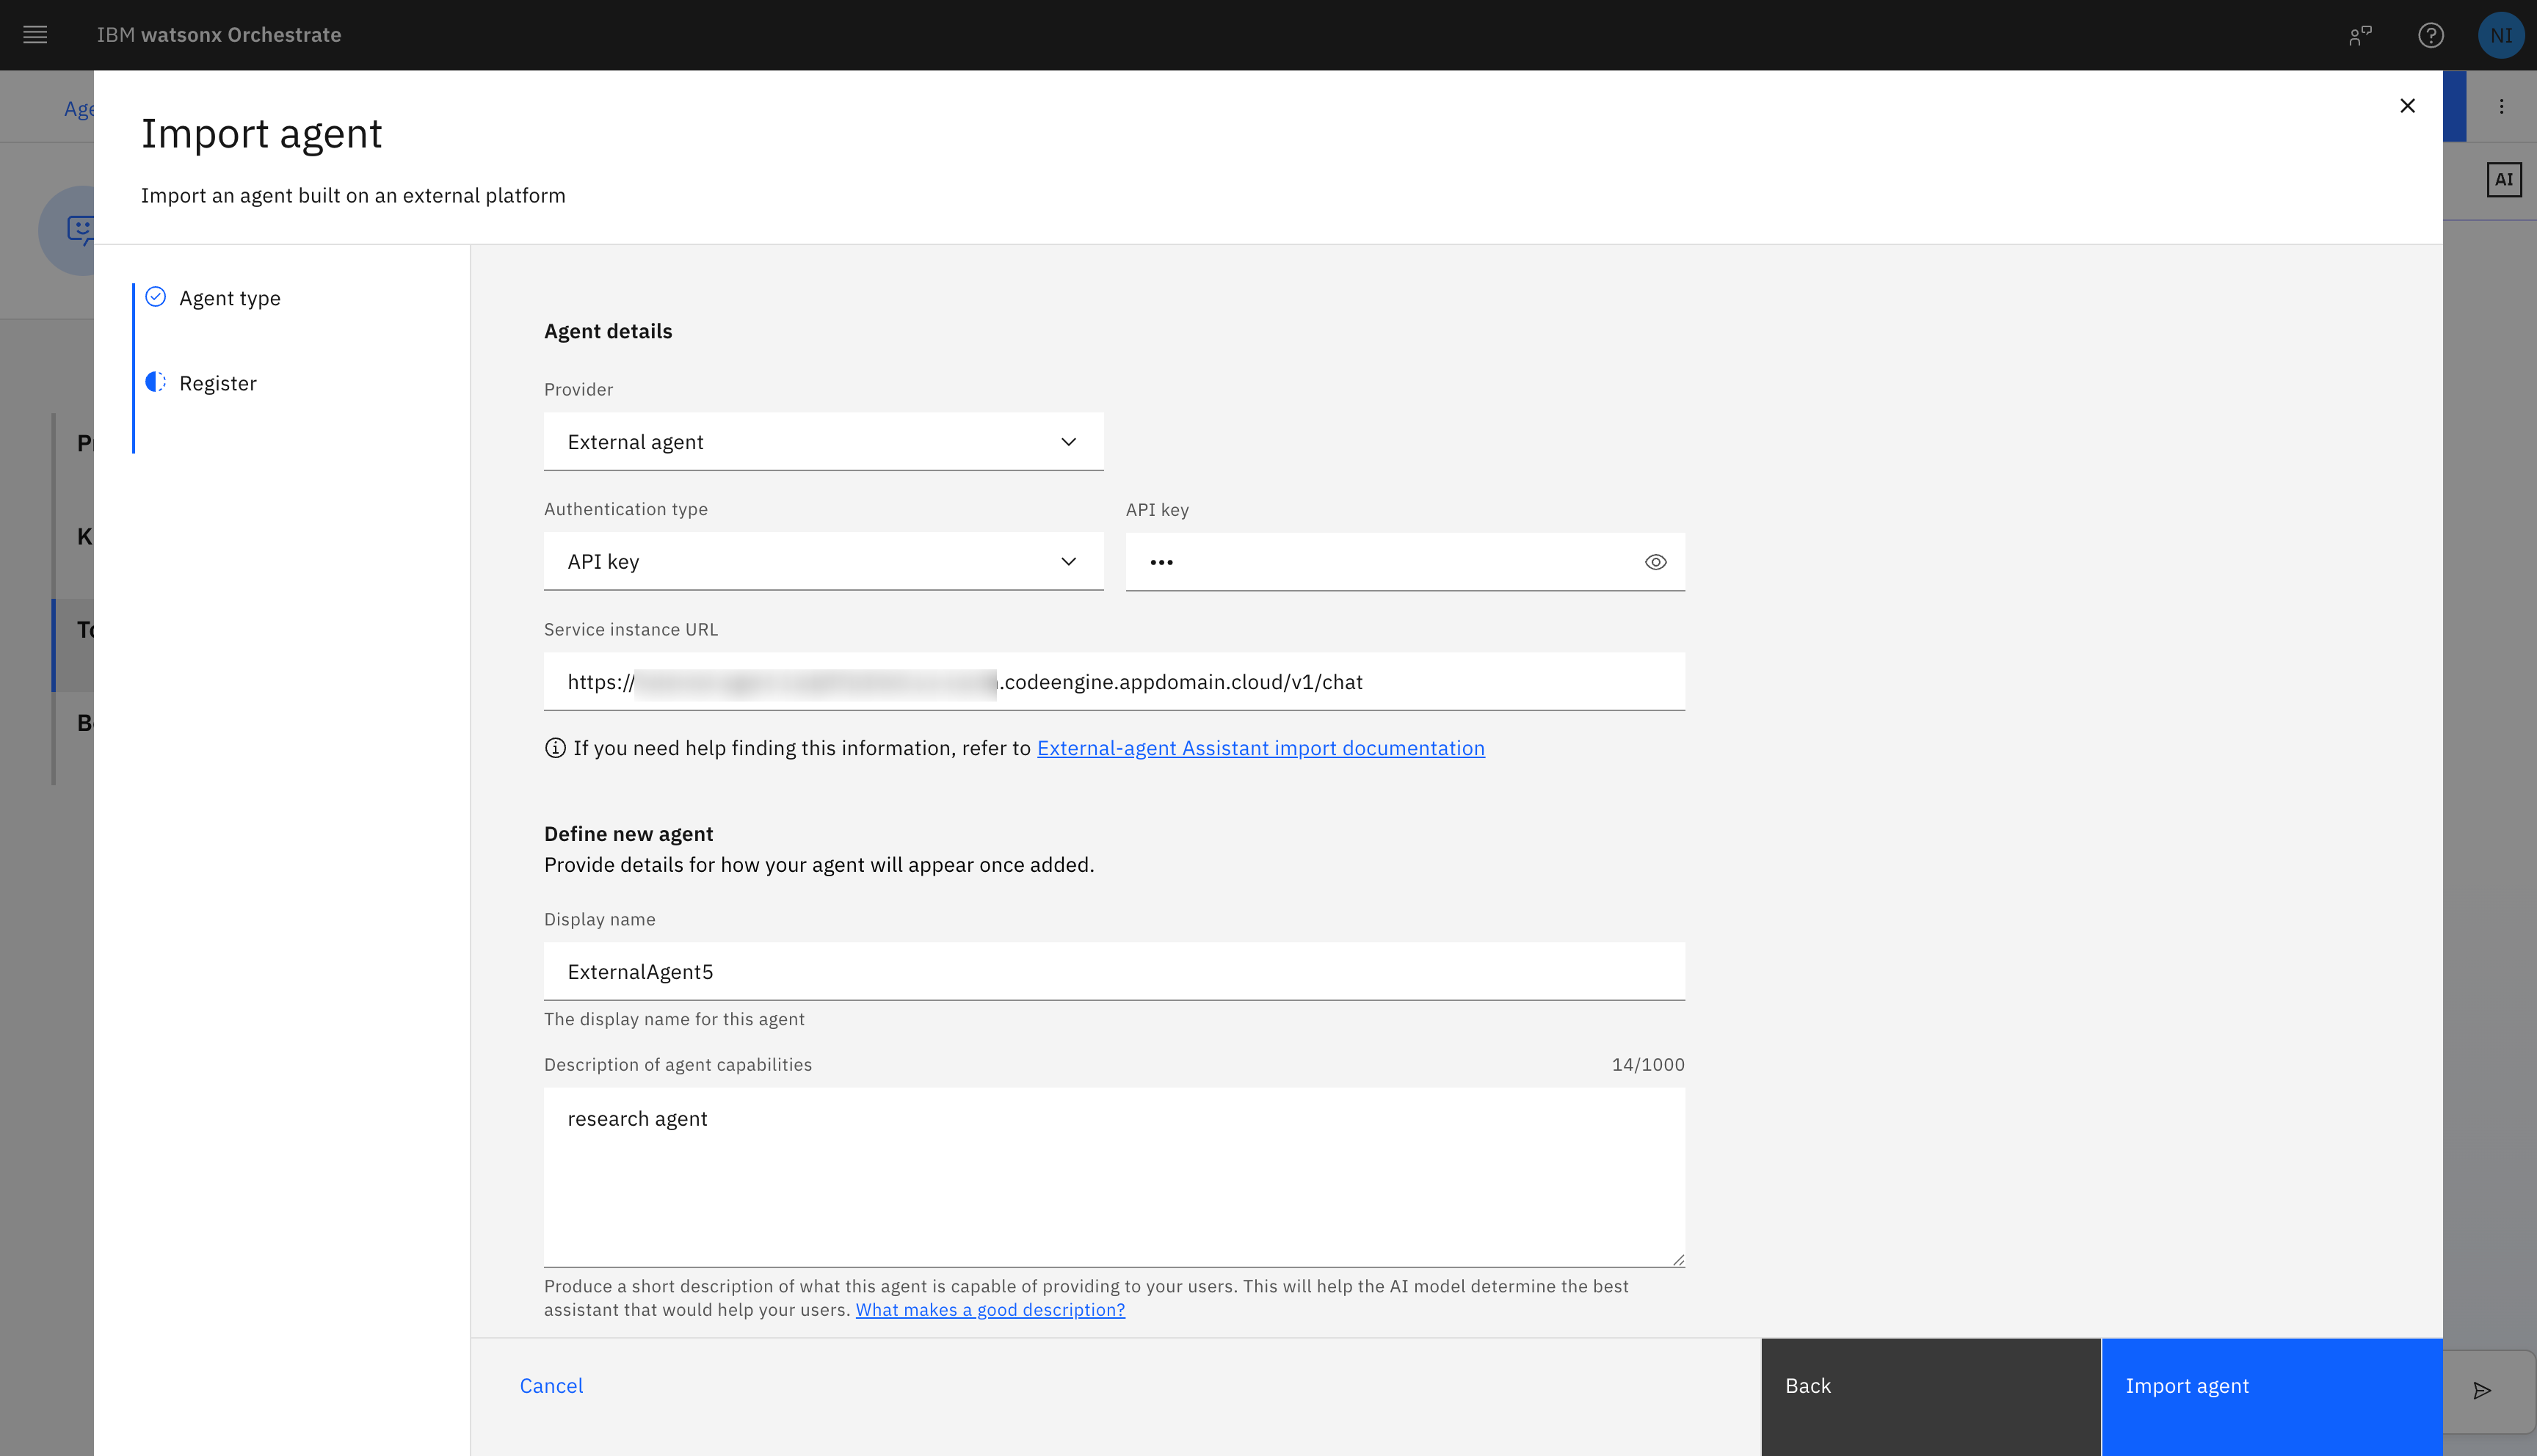 IBM watsonx Orchestrate
NI
Import agent
Import an agent built on an external platform
AI
Agent type
Register
Agent details
Provider
External agent
Authentication type
API key
API key
•••
Service instance URL
https:// .codeengine.appdomain.cloud/v1/chat
If you need help finding this information, refer to External-agent Assistant import documentation
Define new agent
Provide details for how your agent will appear once added.
Display name
ExternalAgent5
The display name for this agent
Description of agent capabilities 14/1000
research agent
Produce a short description of what this agent is capable of providing to your users. This will help the AI model determine the best
assistant that would help your users. What makes a good description?
Cancel
Back
Import agent